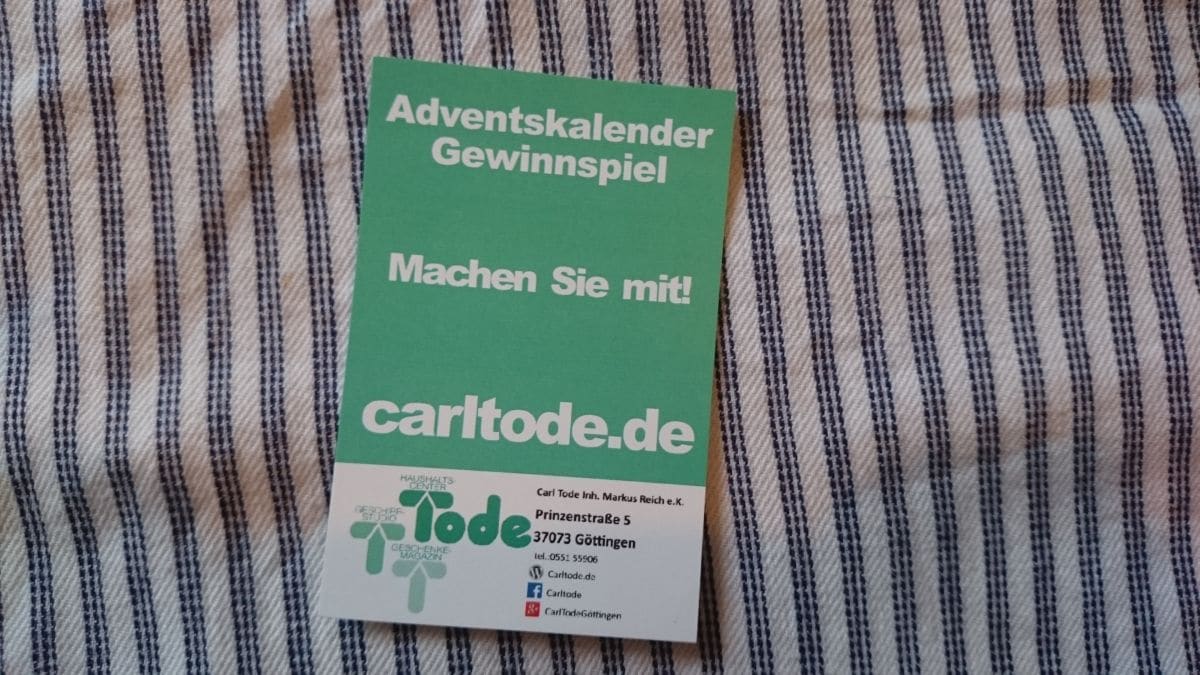 Adventskalender
Gewinnspiel
Machen Sie mit!
carltode.de
HAUSHALTS-
CENTER
GESCHIRR-
STUDIO
GESCHENKE-
MAGAZIN
Tode
Carl Tode Inh. Markus Reich e.K.
Prinzenstraße 5
37073 Göttingen
tel.:0551 55906
Carltode.de
Carltode
CarlTodeGöttingen